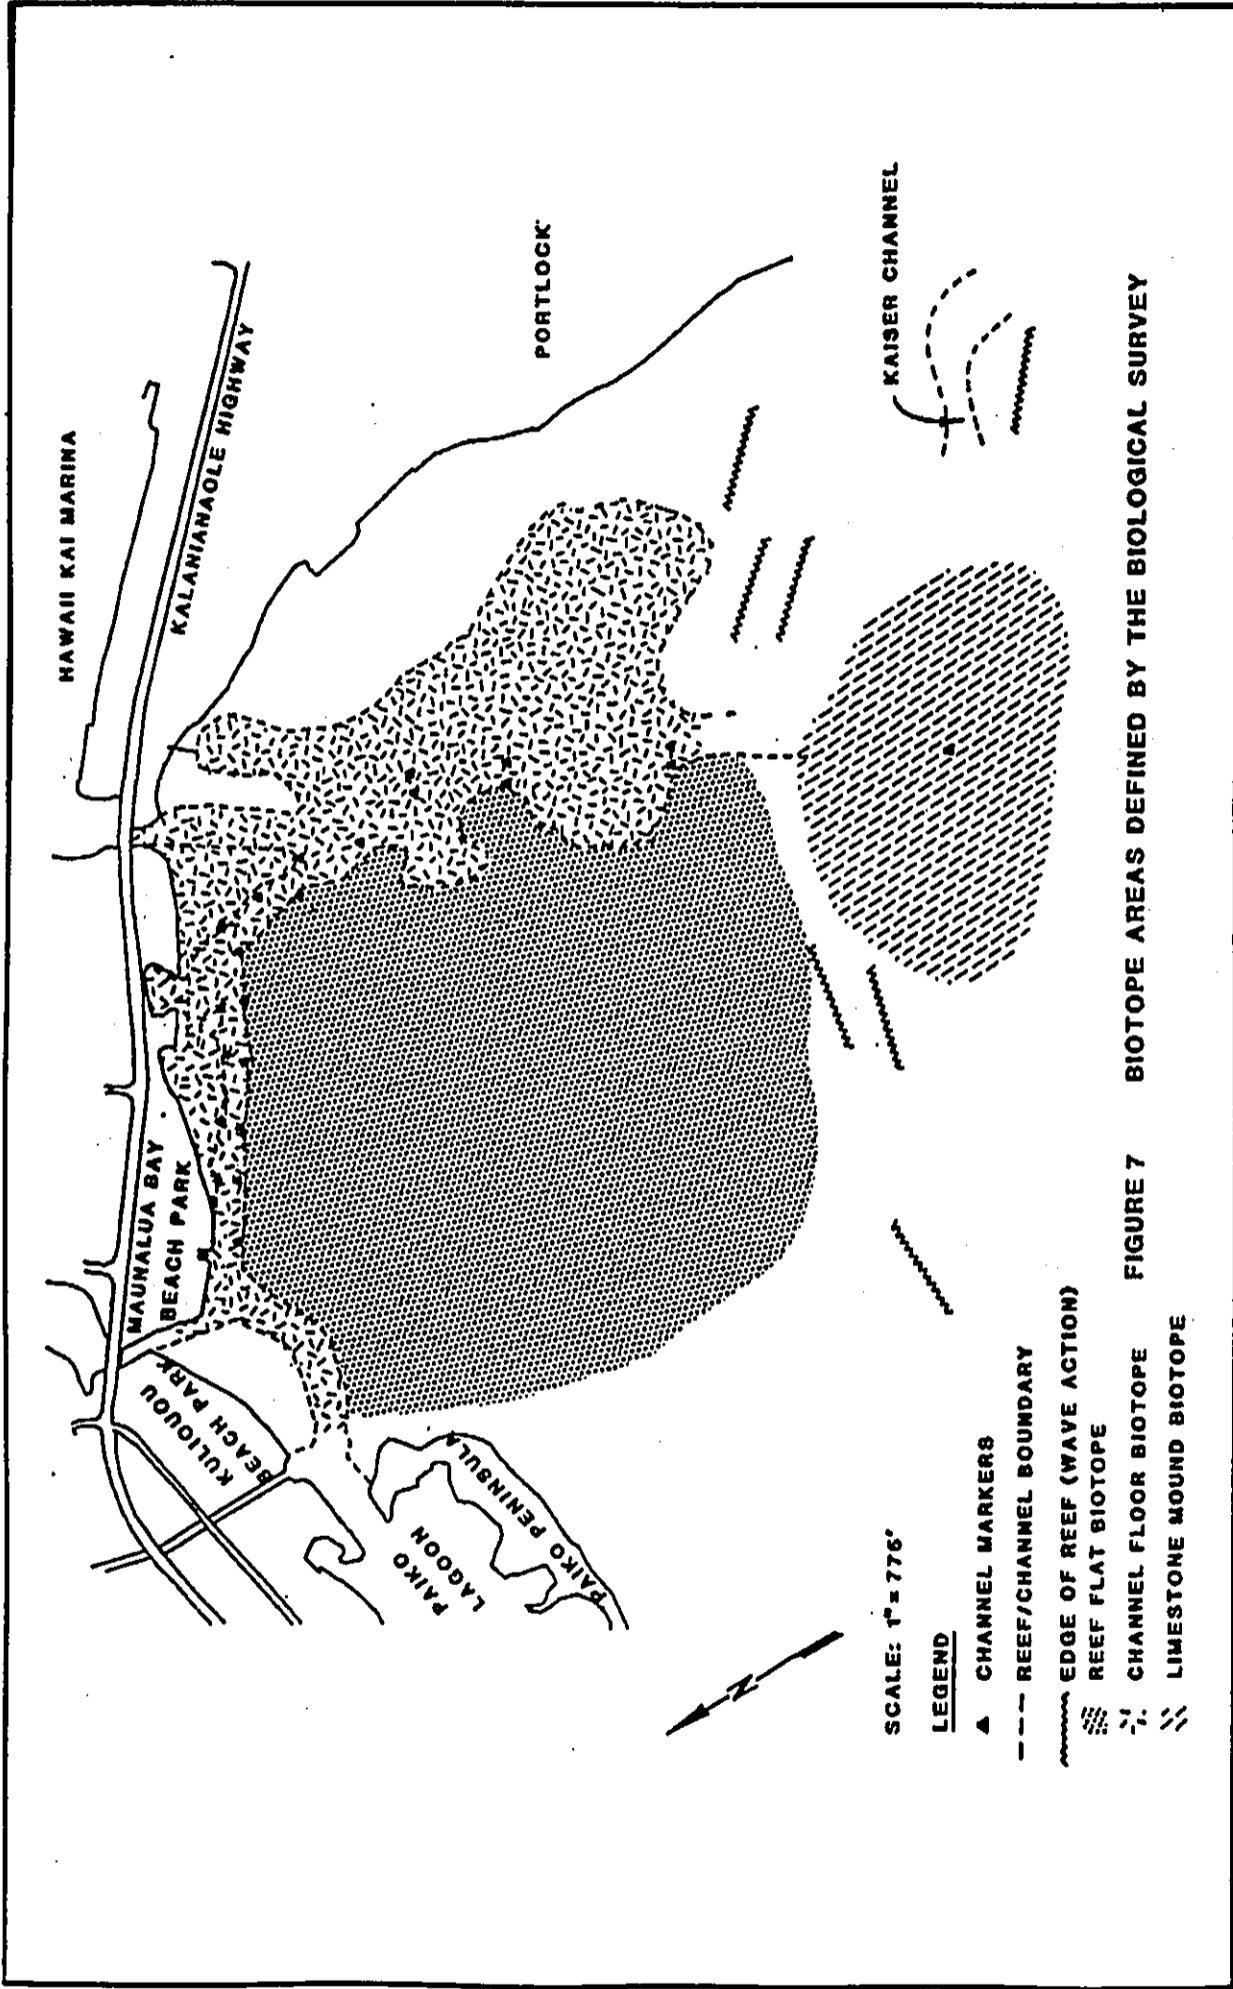 HAWAII KAI MARINA
KALANIANAOLE HIGHWAY
PORTLOCK
MAUNALUA BAY
BEACH PARK
KULIOUOU
BEACH PARK
PAIKO
LAGOON
PAIKO PENINSULA
KAISER CHANNEL
N
SCALE: 1" = 775'
LEGEND
CHANNEL MARKERS
REEF/CHANNEL BOUNDARY
EDGE OF REEF (WAVE ACTION)
REEF FLAT BIOTOPE
CHANNEL FLOOR BIOTOPE
LIMESTONE MOUND BIOTOPE
FIGURE 7 BIOTOPE AREAS DEFINED BY THE BIOLOGICAL SURVEY